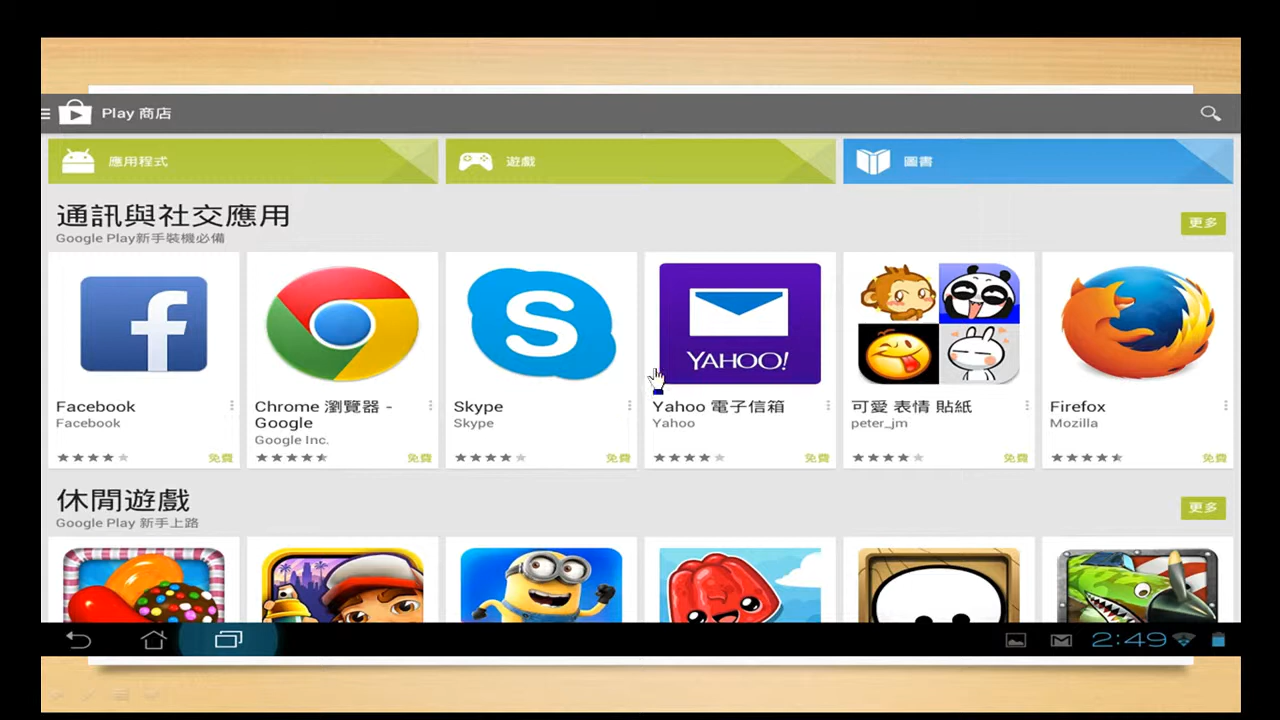 Play 商店
應用程式
遊戲
圖書
通訊與社交應用
Google Play新手裝機必備
更多
YAHOO!
Facebook
Facebook
免費
Chrome 瀏覽器 -
Google
Google Inc.
免費
Skype
Skype
免費
Yahoo 電子信箱
Yahoo
免費
可愛 表情 貼紙
peter_jm
免費
Firefox
Mozilla
免費
休閒遊戲
Google Play 新手上路
更多
2:49